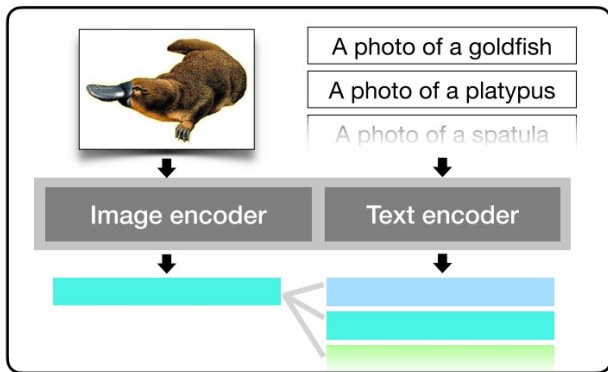 A photo of a goldfish
A photo of a platypus
A photo of a spatula
Image encoder
Text encoder